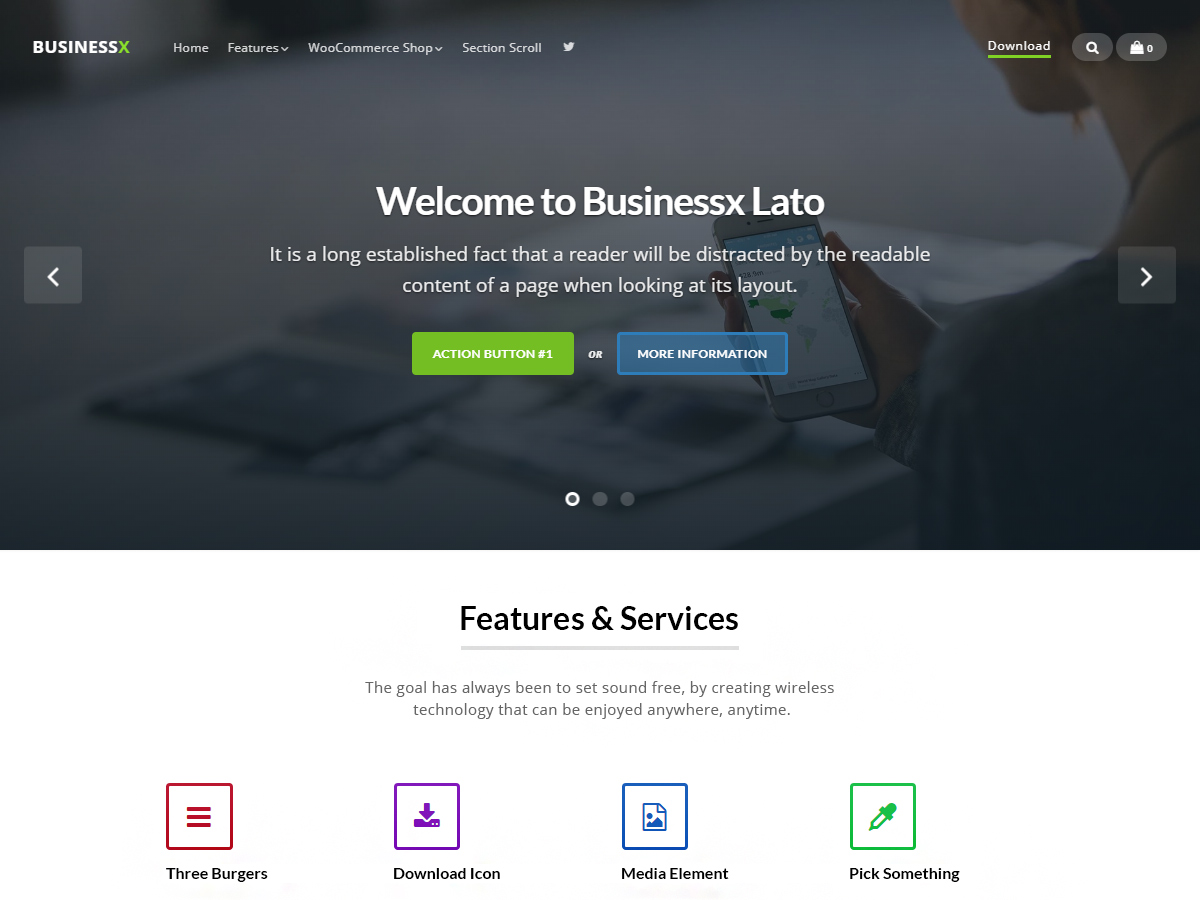 BUSINESSX Home Features WooCommerce Shop Section Scroll Download 0
Welcome to Businessx Lato
It is a long established fact that a reader will be distracted by the readable
content of a page when looking at its layout.
ACTION BUTTON #1 OR MORE INFORMATION
Features & Services
The goal has always been to set sound free, by creating wireless
technology that can be enjoyed anywhere, anytime.
Three Burgers Download Icon Media Element Pick Something